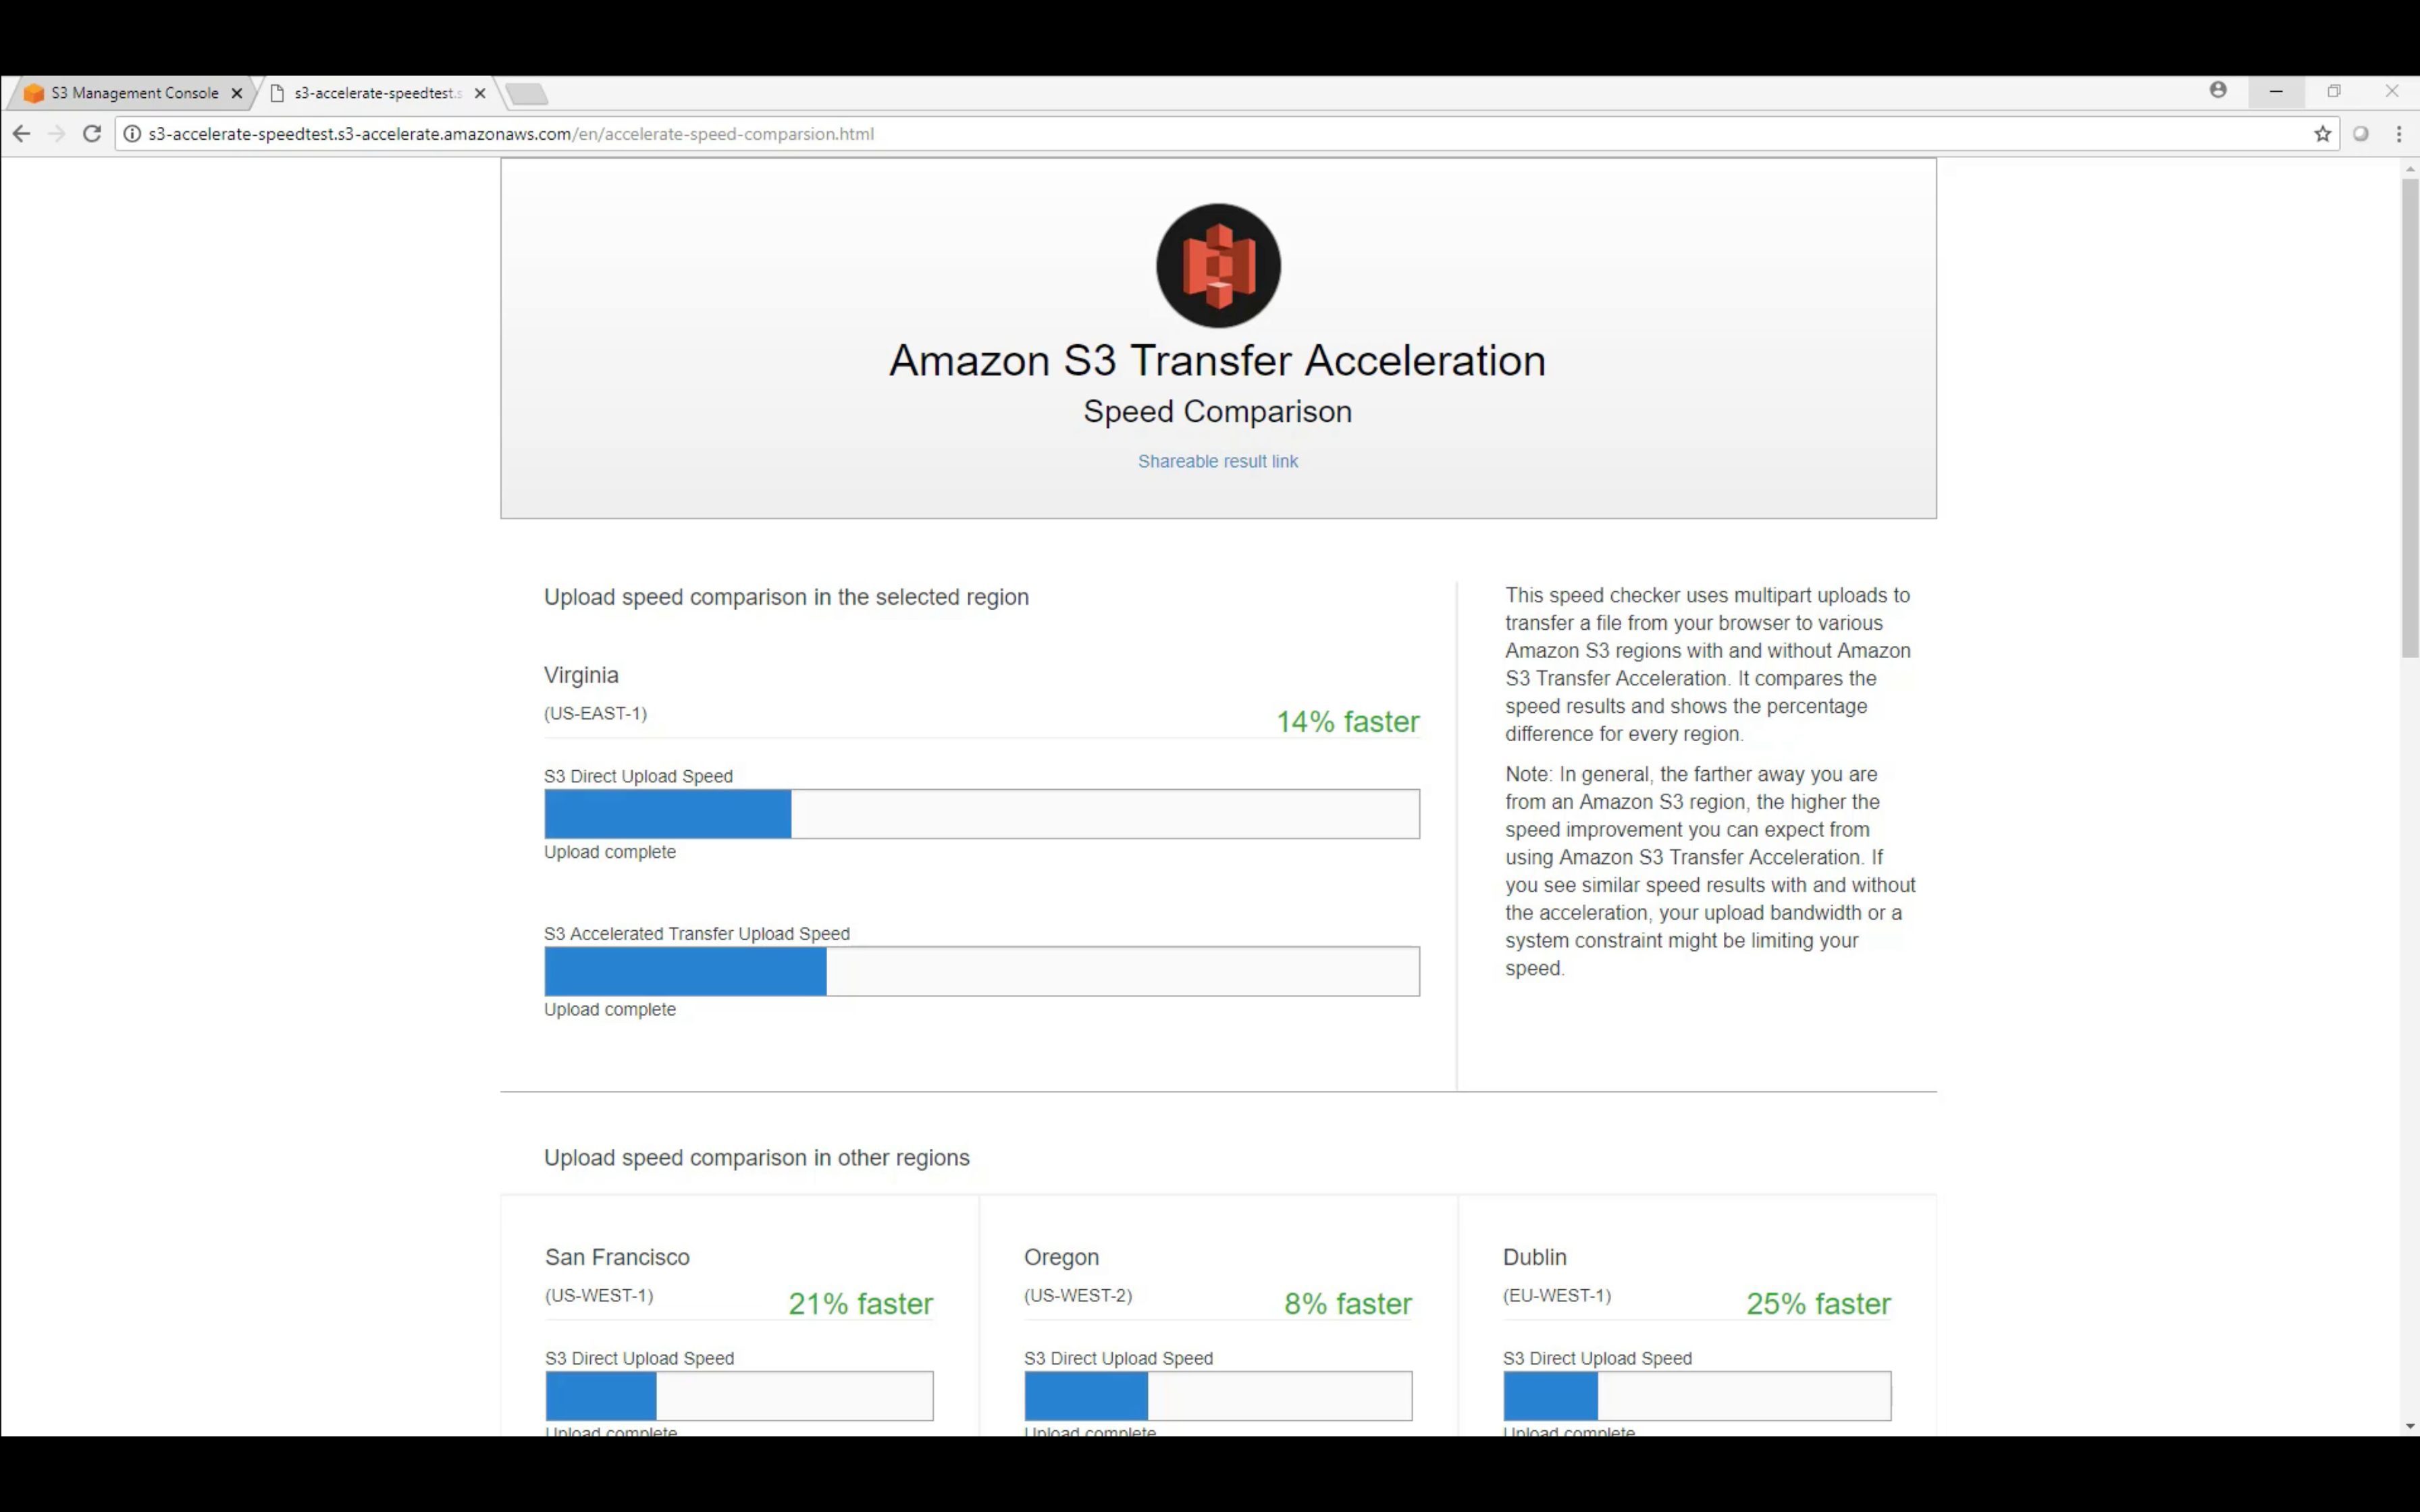 S3 Management Console
s3-accelerate-speedtest.s
s3-accelerate-speedtest.s3-accelerate.amazonaws.com/en/accelerate-speed-comparsion.html
Amazon S3 Transfer Acceleration
Speed Comparison
Shareable result link
Upload speed comparison in the selected region
Virginia
(US-EAST-1)
14% faster
S3 Direct Upload Speed
Upload complete
S3 Accelerated Transfer Upload Speed
Upload complete
This speed checker uses multipart uploads to
transfer a file from your browser to various
Amazon S3 regions with and without Amazon
S3 Transfer Acceleration. It compares the
speed results and shows the percentage
difference for every region.
Note: In general, the farther away you are
from an Amazon S3 region, the higher the
speed improvement you can expect from
using Amazon S3 Transfer Acceleration. If
you see similar speed results with and without
the acceleration, your upload bandwidth or a
system constraint might be limiting your
speed.
Upload speed comparison in other regions
San Francisco
(US-WEST-1)
21% faster
S3 Direct Upload Speed
Upload complete
Oregon
(US-WEST-2)
8% faster
S3 Direct Upload Speed
Upload complete
Dublin
(EU-WEST-1)
25% faster
S3 Direct Upload Speed
Upload complete